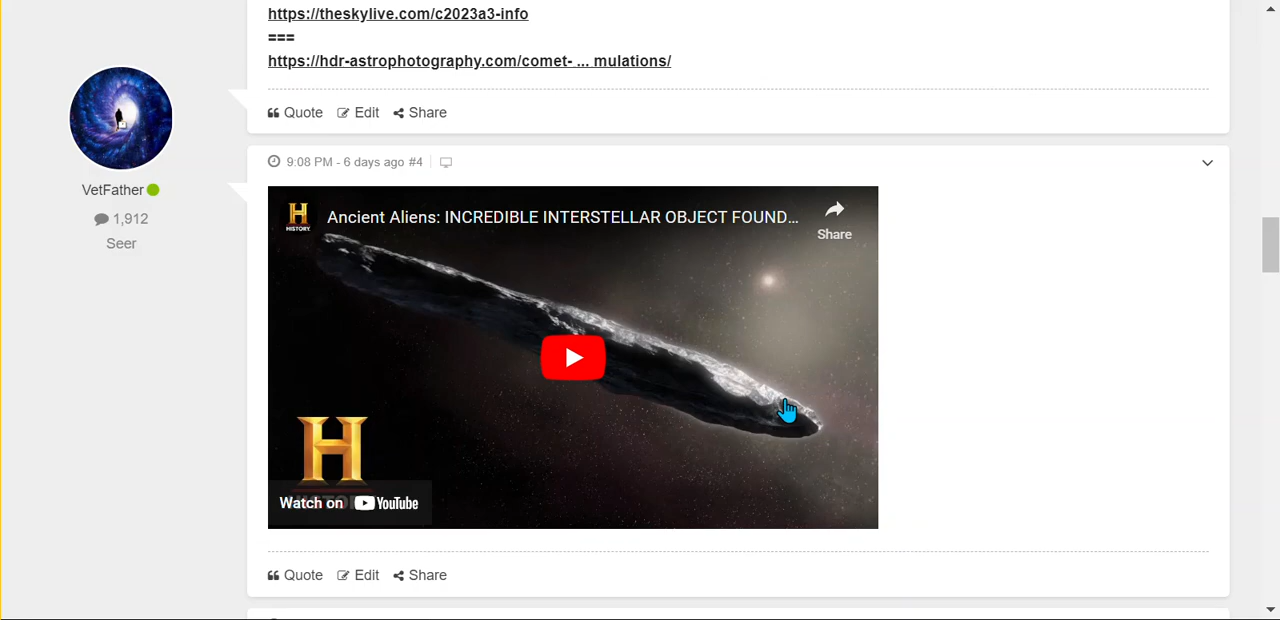 https://theskylive.com/c2023a3-info
===
https://hdr-astrophotography.com/comet- ... mulations/
Quote Edit Share
VetFather
1,912
Seer
9:08 PM - 6 days ago #4
H
HISTORY.
Ancient Aliens: INCREDIBLE INTERSTELLAR OBJECT FOUND...
Share
H
Watch on YouTube
Quote Edit Share